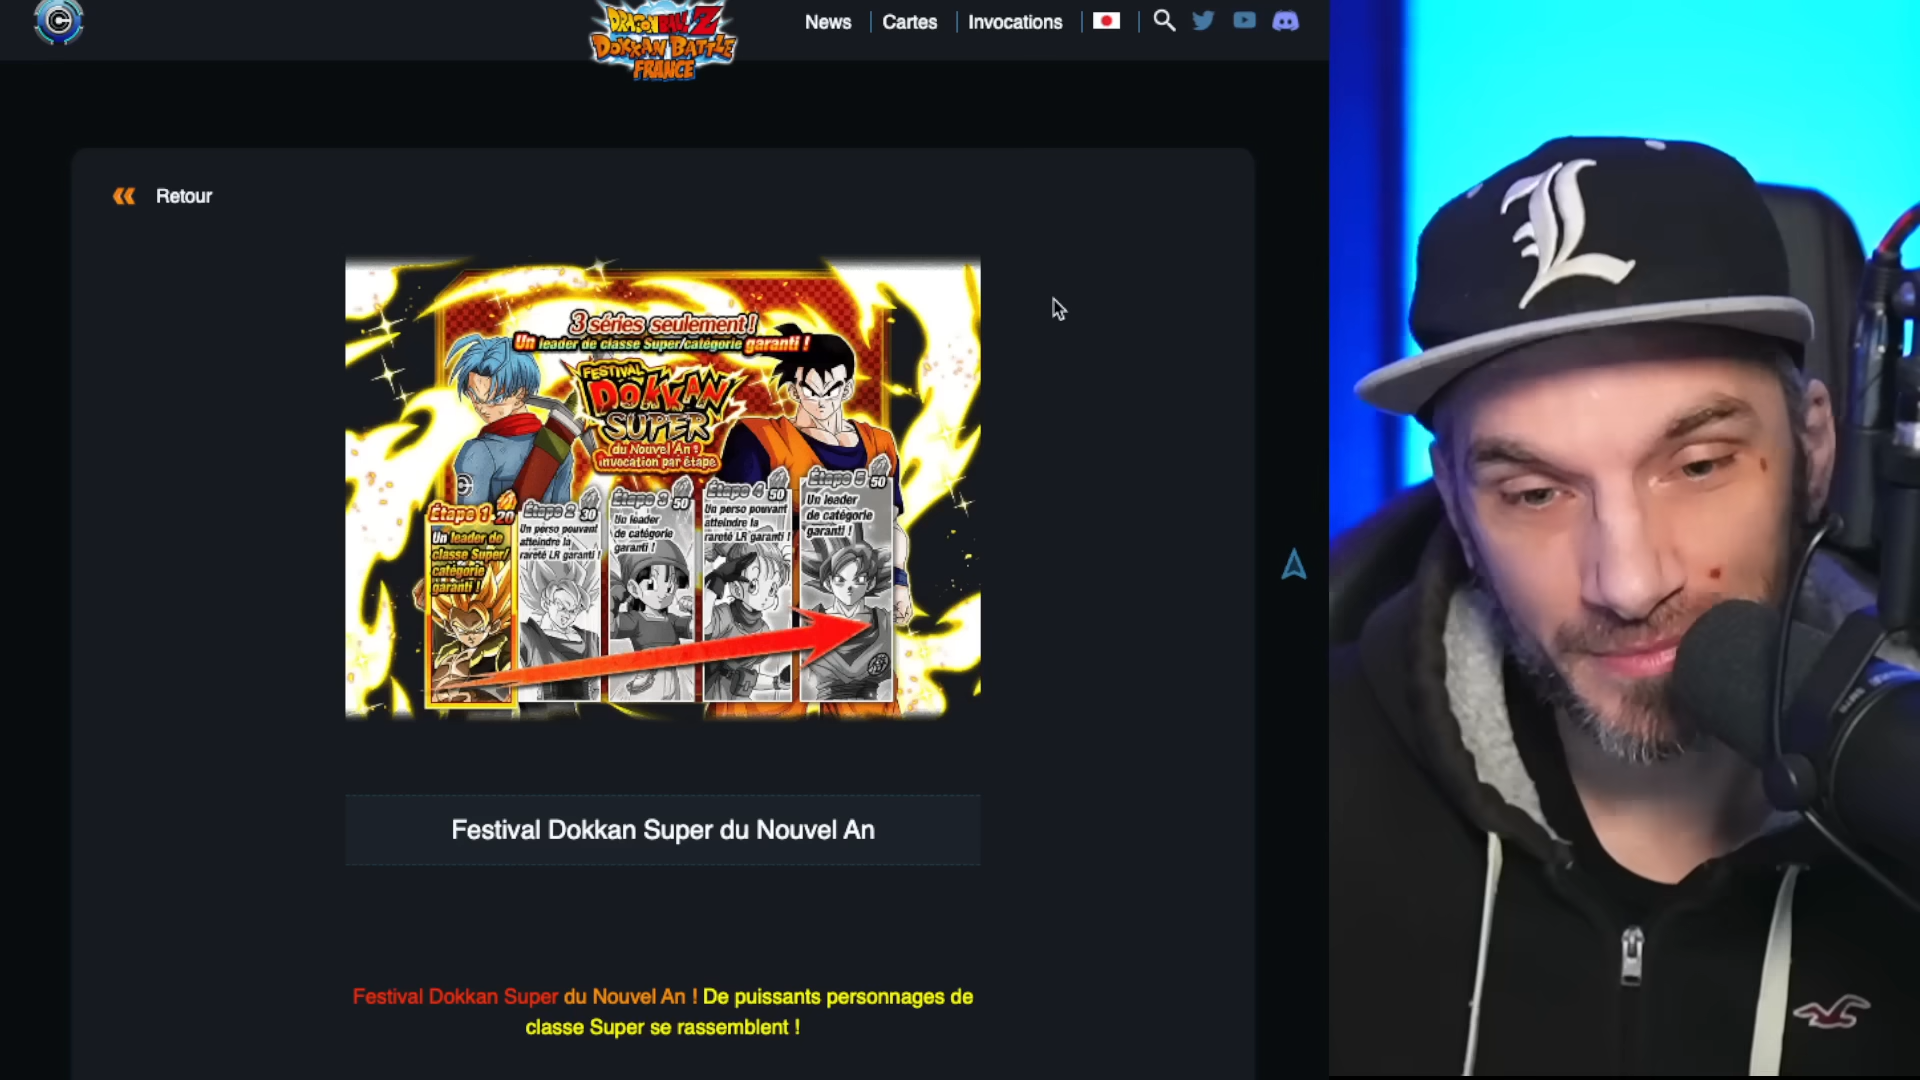 DRAGON BALL Z
DOKKAN BATTLE
FRANCE
News
Cartes
Invocations
Retour
3 séries seulement !
Un leader de classe Super/catégorie garanti !
FESTIVAL
DOKKAN
SUPER
du Nouvel An :
invocation par étape
Étape 1
20
Un leader de
classe Super/
catégorie
garanti !
Étape 2
30
Un perso pouvant
atteindre la
rareté LR garanti !
Étape 3
50
Un leader
de catégorie
garanti !
Étape 4
50
Un perso pouvant
atteindre la
rareté LR garanti !
Étape 5
50
Un leader
de catégorie
garanti !
Festival Dokkan Super du Nouvel An
Festival Dokkan Super du Nouvel An ! De puissants personnages de
classe Super se rassemblent !
L